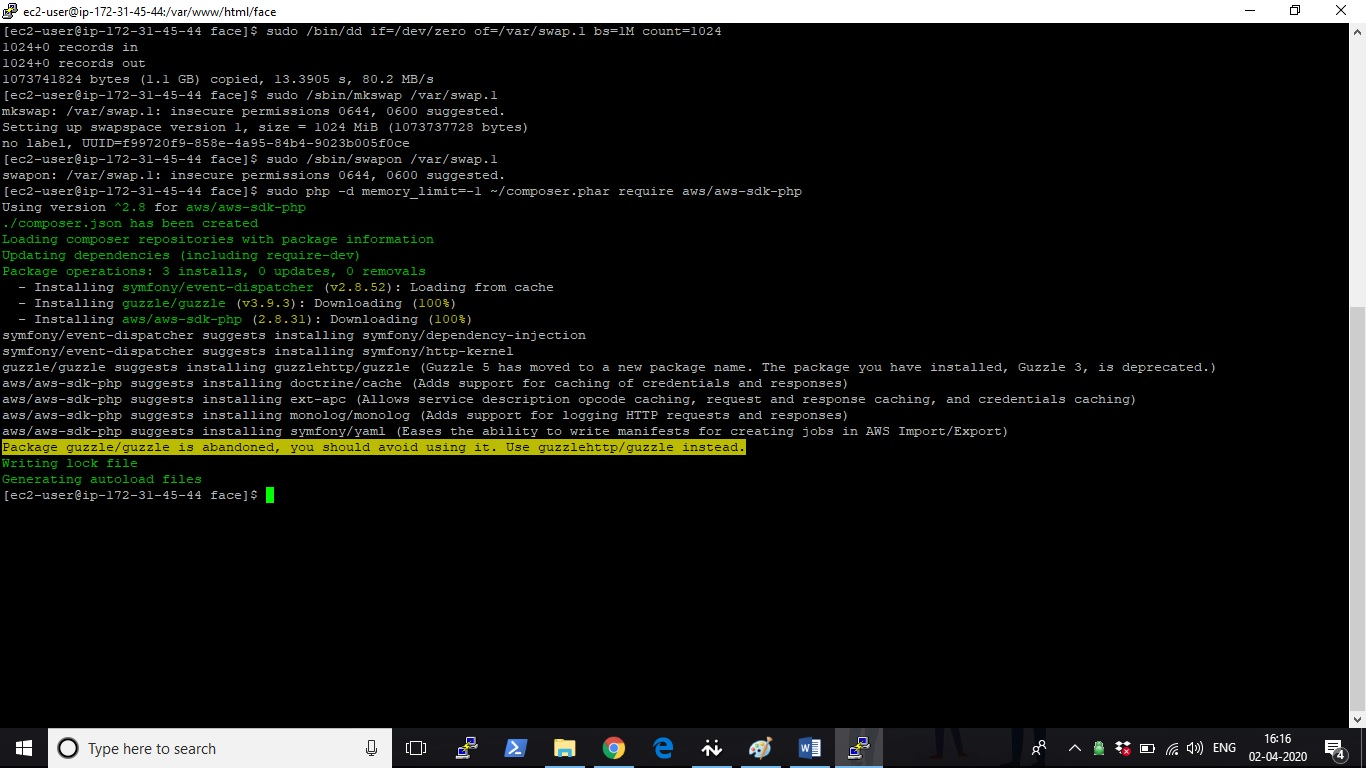 ec2-user@ip-172-31-45-44:/var/www/html/face
[ec2-user@ip-172-31-45-44 face]$ sudo /bin/dd if=/dev/zero of=/var/swap.1 bs=1M count=1024
1024+0 records in
1024+0 records out
1073741824 bytes (1.1 GB) copied, 13.3905 s, 80.2 MB/s
[ec2-user@ip-172-31-45-44 face]$ sudo /sbin/mkswap /var/swap.1
mkswap: /var/swap.1: insecure permissions 0644, 0600 suggested.
Setting up swapspace version 1, size = 1024 MiB (1073737728 bytes)
no label, UUID=f99720f9-858e-4a95-84b4-9023b005f0ce
[ec2-user@ip-172-31-45-44 face]$ sudo /sbin/swapon /var/swap.1
swapon: /var/swap.1: insecure permissions 0644, 0600 suggested.
[ec2-user@ip-172-31-45-44 face]$ sudo php -d memory_limit=-1 ~/composer.phar require aws/aws-sdk-php
Using version ^2.8 for aws/aws-sdk-php
./composer.json has been created
Loading composer repositories with package information
Updating dependencies (including require-dev)
Package operations: 3 installs, 0 updates, 0 removals
  - Installing symfony/event-dispatcher (v2.8.52): Loading from cache
  - Installing guzzle/guzzle (v3.9.3): Downloading (100%)
  - Installing aws/aws-sdk-php (2.8.31): Downloading (100%)
symfony/event-dispatcher suggests installing symfony/dependency-injection
symfony/event-dispatcher suggests installing symfony/http-kernel
guzzle/guzzle suggests installing guzzlehttp/guzzle (Guzzle 5 has moved to a new package name. The package you have installed, Guzzle 3, is deprecated.)
aws/aws-sdk-php suggests installing doctrine/cache (Adds support for caching of credentials and responses)
aws/aws-sdk-php suggests installing ext-apc (Allows service description opcode caching, request and response caching, and credentials caching)
aws/aws-sdk-php suggests installing monolog/monolog (Adds support for logging HTTP requests and responses)
aws/aws-sdk-php suggests installing symfony/yaml (Eases the ability to write manifests for creating jobs in AWS Import/Export)
Package guzzle/guzzle is abandoned, you should avoid using it. Use guzzlehttp/guzzle instead.
Writing lock file
Generating autoload files
[ec2-user@ip-172-31-45-44 face]$
Type here to search
ENG
16:16
02-04-2020
4